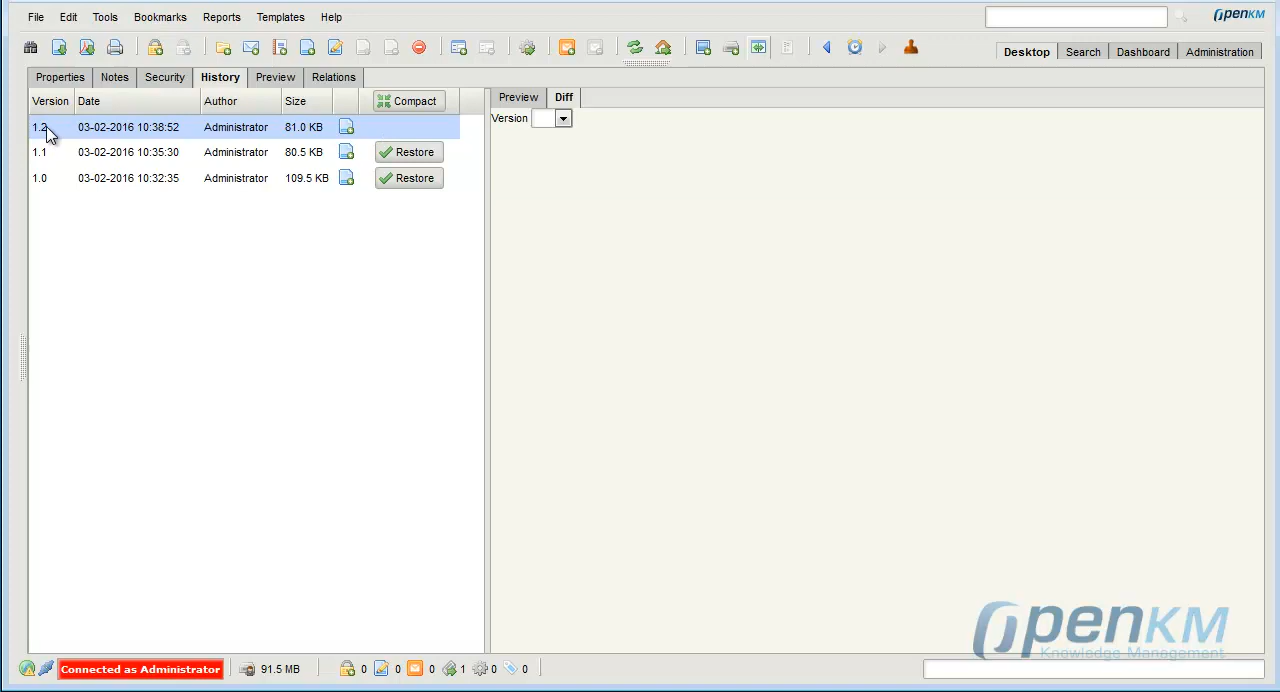 File Edit Tools Bookmarks Reports Templates Help
OPENKM
Desktop Search Dashboard Administration
Properties Notes Security History Preview Relations
Version Date Author Size Compact
1.2 03-02-2016 10:38:52 Administrator 81.0 KB
1.1 03-02-2016 10:35:30 Administrator 80.5 KB Restore
1.0 03-02-2016 10:32:35 Administrator 109.5 KB Restore
Preview Diff
Version
OpenKM
Knowledge Management
Connected as Administrator 91.5 MB 0 0 0 1 0 0